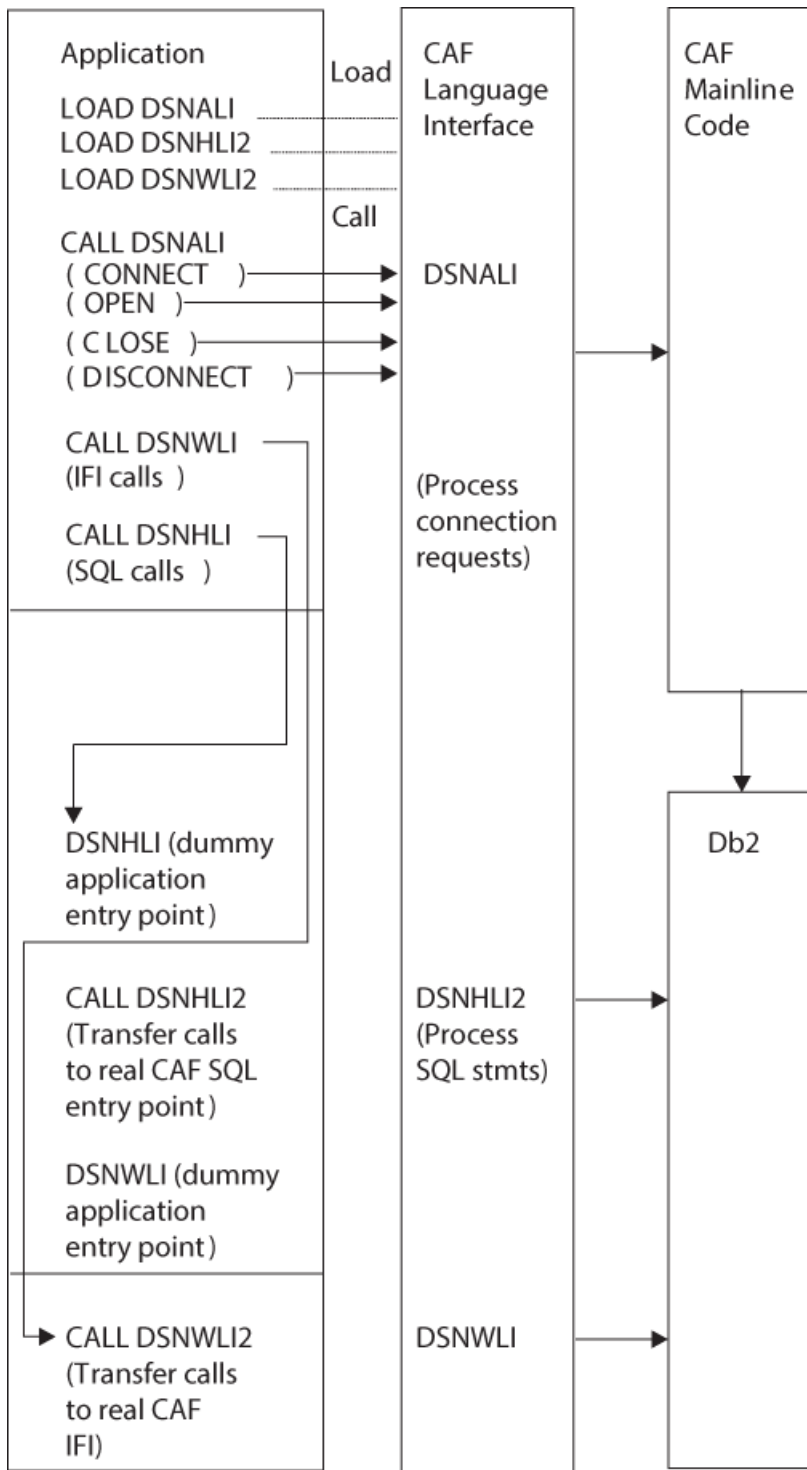 Application
LOAD DSNALI
LOAD DSNHLI2
LOAD DSNWLI2
CALL DSNALI
( CONNECT )
( OPEN )
( C LOSE )
( DISCONNECT )
CALL DSNWLI
(IFI calls )
CALL DSNHLI
(SQL calls )
DSNHLI (dummy
application
entry point)
CALL DSNHLI2
(Transfer calls
to real CAF SQL
entry point)
DSNWLI (dummy
application
entry point)
CALL DSNWLI2
(Transfer calls
to real CAF
IFI)
Load
Call
CAF
Language
Interface
DSNALI
(Process
connection
requests)
DSNHLI2
(Process
SQL stmts)
DSNWLI
CAF
Mainline
Code
Db2